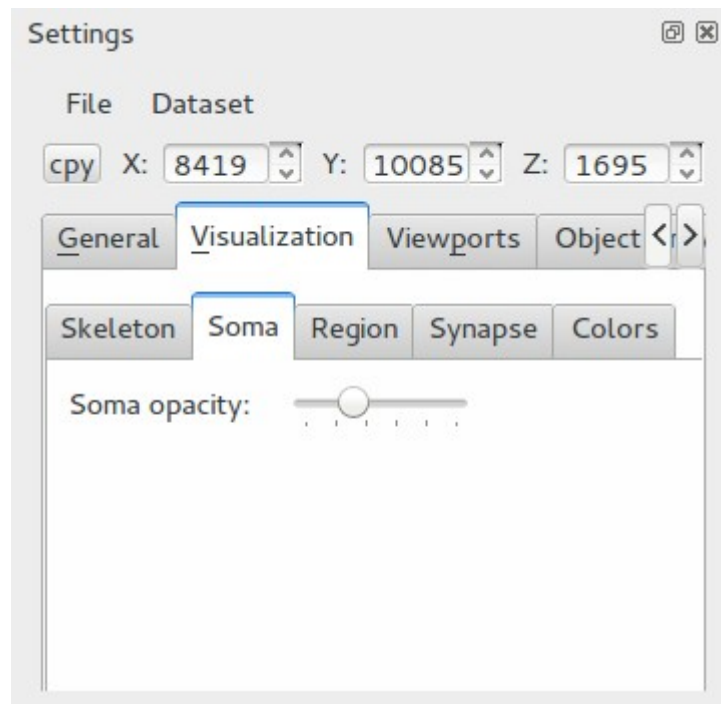 Settings
File Dataset
cpy X: 8419 Y: 10085 Z: 1695
General Visualization Viewports Object
Skeleton Soma Region Synapse Colors
Soma opacity: